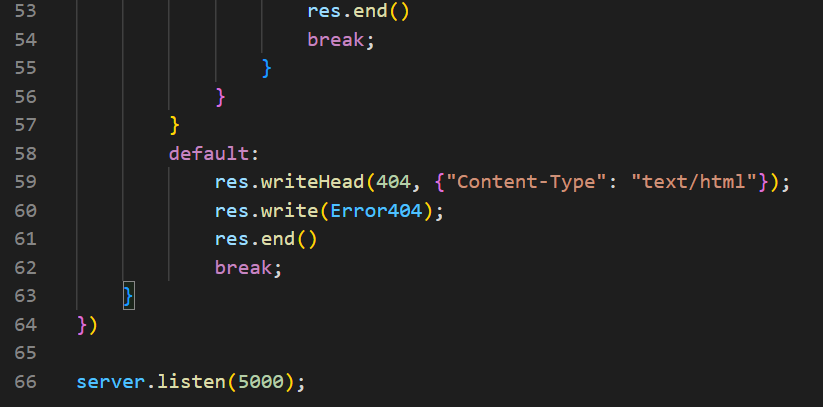 53 res.end()
54 break;
55 }
56 }
57 }
58 default:
59 res.writeHead(404, {"Content-Type": "text/html"});
60 res.write(Error404);
61 res.end()
62 break;
63 }
64 })
65
66 server.listen(5000);